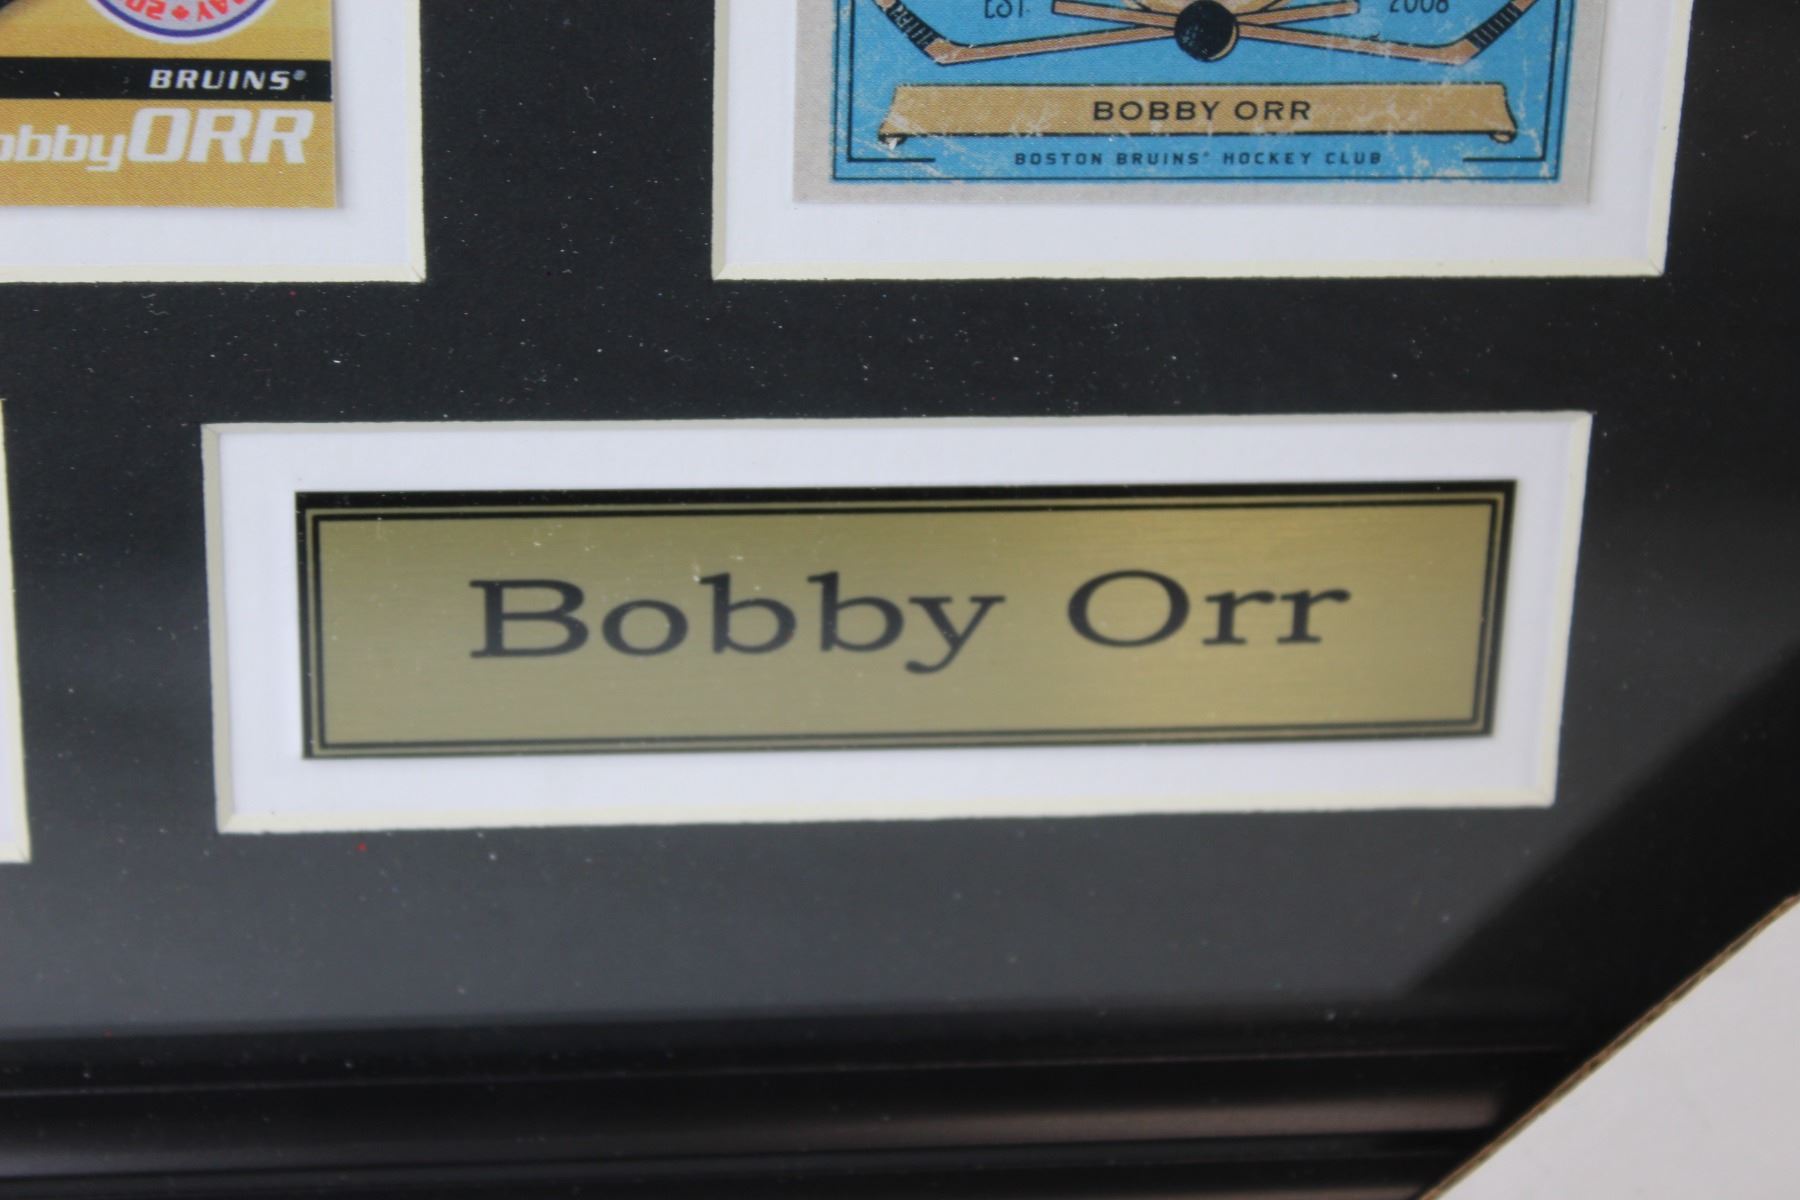 BRUINS®
obbyORR
EST. 2008
BOBBY ORR
BOSTON BRUINS® HOCKEY CLUB
Bobby Orr